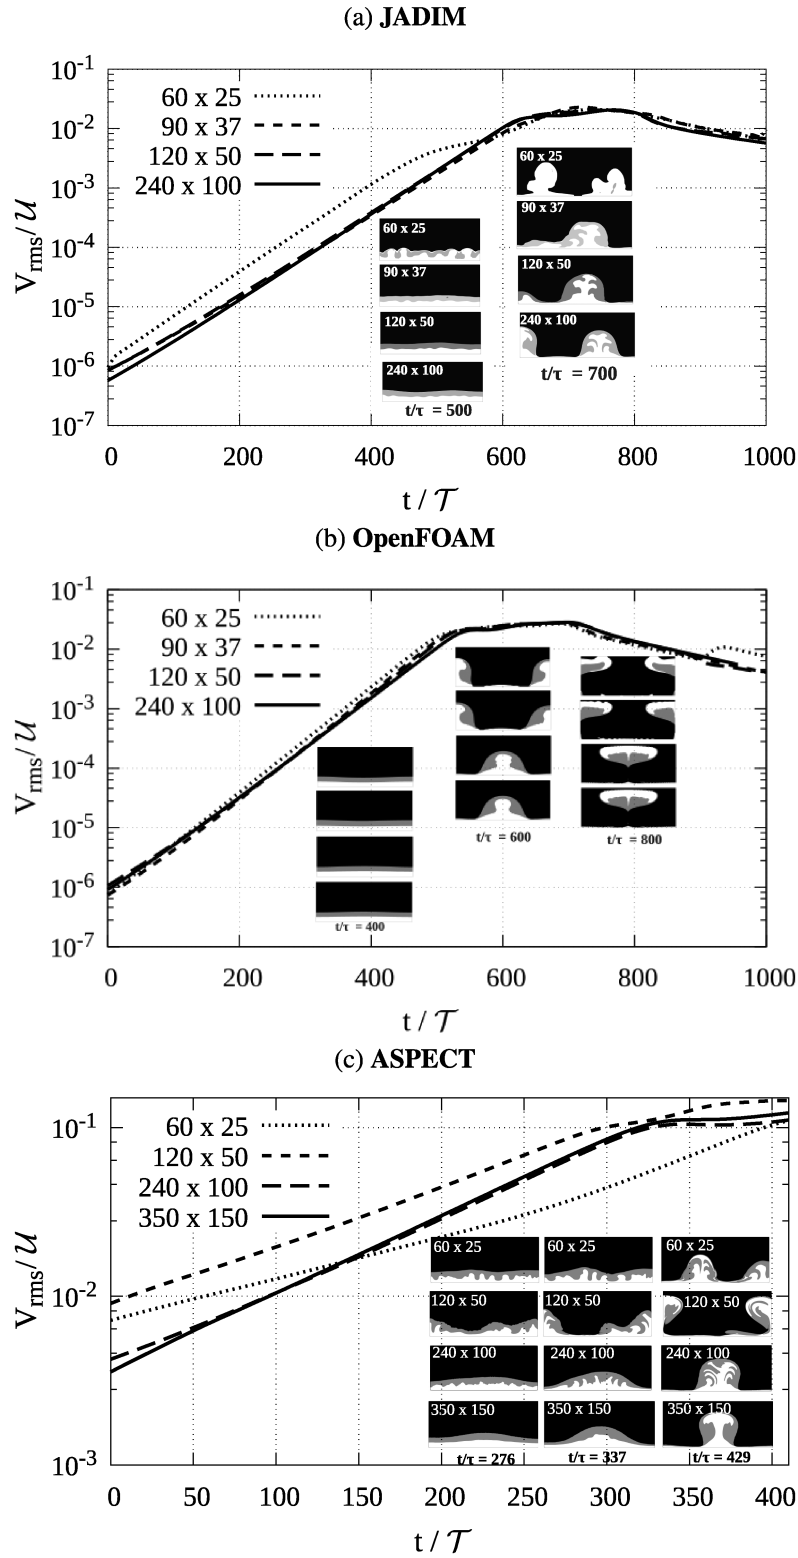 (a) JADIM
10-1
10-2
10-3
10-4
10-5
10-6
10-7
Vrms/ 𝒰
60 x 25
90 x 37
120 x 50
240 x 100
60 x 25
90 x 37
120 x 50
240 x 100
t/τ = 500
60 x 25
90 x 37
120 x 50
240 x 100
t/τ = 700
0 200 400 600 800 1000
t / 𝒯
(b) OpenFOAM
10-1
10-2
10-3
10-4
10-5
10-6
10-7
Vrms/ 𝒰
60 x 25
90 x 37
120 x 50
240 x 100
t/τ = 400
t/τ = 600
t/τ = 800
0 200 400 600 800 1000
t / 𝒯
(c) ASPECT
10-1
10-2
10-3
Vrms/ 𝒰
60 x 25
120 x 50
240 x 100
350 x 150
60 x 25 60 x 25 60 x 25
120 x 50 120 x 50 120 x 50
240 x 100 240 x 100 240 x 100
350 x 150 350 x 150 350 x 150
t/τ = 276 t/τ = 337 t/τ = 429
0 50 100 150 200 250 300 350 400
t / 𝒯